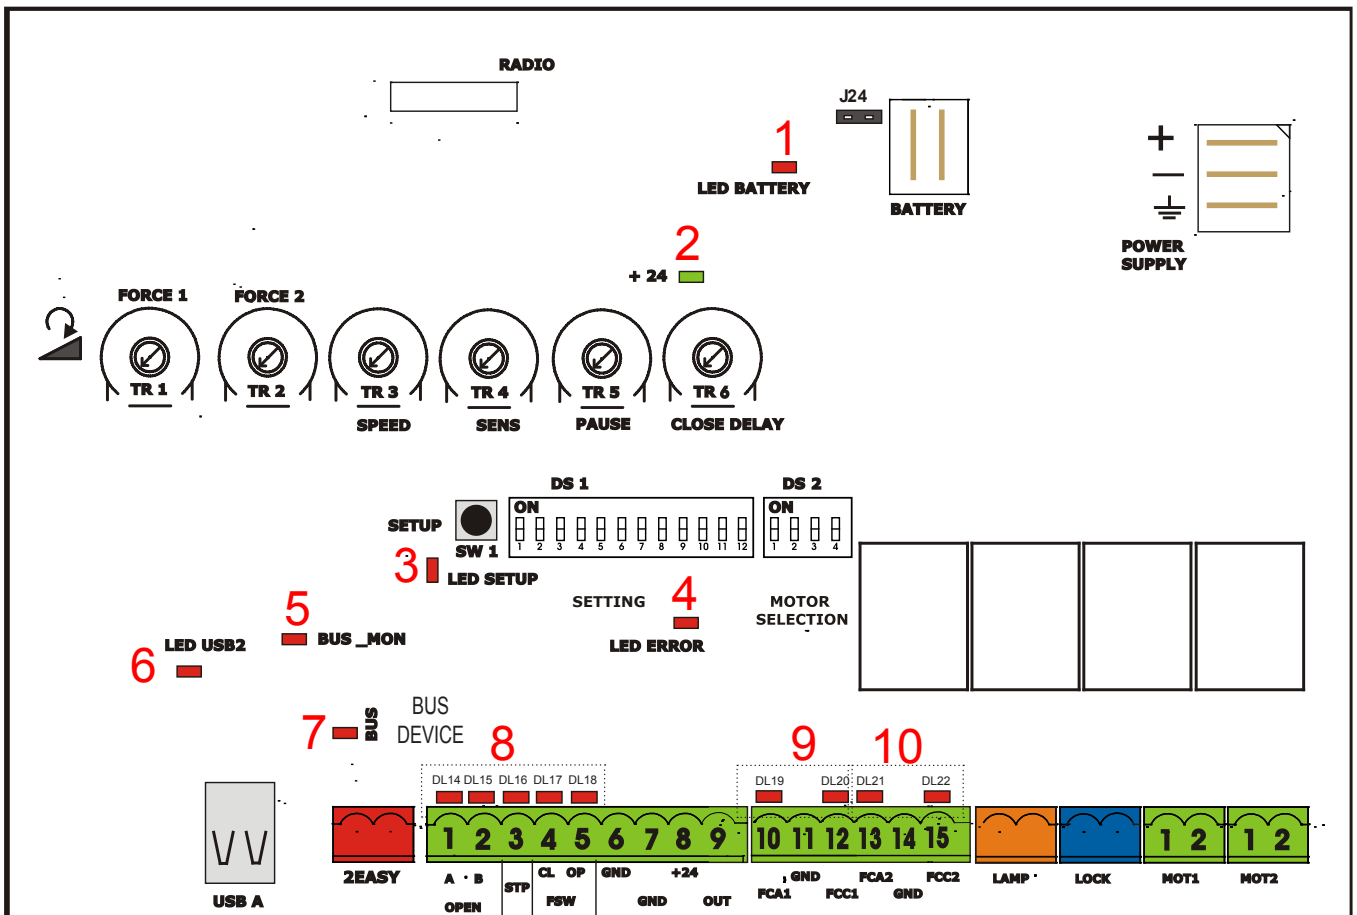 RADIO
J24
1
LED BATTERY
BATTERY
+
–
POWER
SUPPLY
2
+ 24
FORCE 1
FORCE 2
TR 1
TR 2
TR 3
TR 4
TR 5
TR 6
SPEED
SENS
PAUSE
CLOSE DELAY
DS 1
DS 2
ON
ON
SETUP
SW 1
1 2 3 4 5 6 7 8 9 10 11 12
1 2 3 4
3
LED SETUP
SETTING
4
LED ERROR
MOTOR
SELECTION
5
BUS _MON
LED USB2
6
7
BUS
BUS
DEVICE
8
9
10
DL14 DL15 DL16 DL17 DL18
DL19 DL20 DL21 DL22
1 2 3 4 5 6 7 8 9
10 11 12 13 14 15
1 2
1 2
USB A
2EASY
A B
OPEN
STP
CL OP
FSW
GND
GND
+24
OUT
FCA1
GND
FCC1
FCA2
GND
FCC2
LAMP
LOCK
MOT1
MOT2